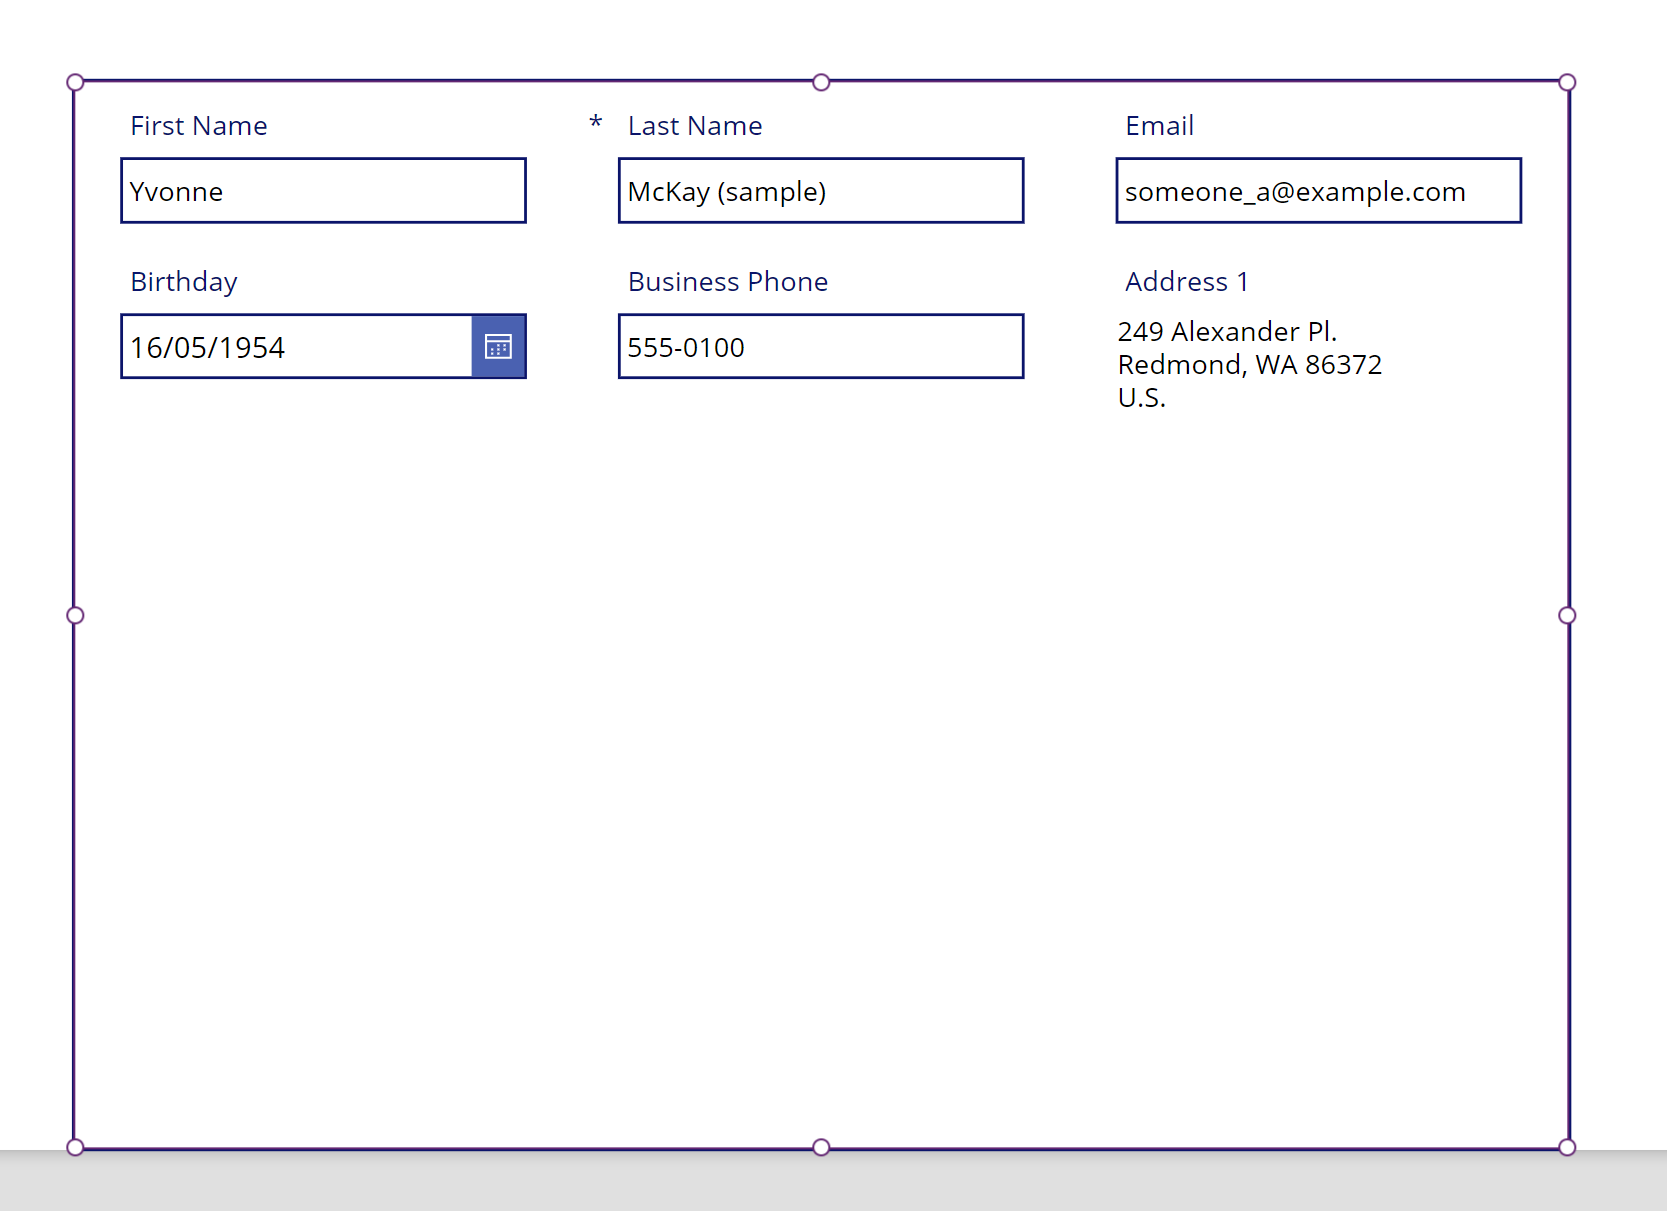 First Name
* Last Name
Email
Yvonne
McKay (sample)
someone_a@example.com
Birthday
Business Phone
Address 1
16/05/1954
555-0100
249 Alexander Pl.
Redmond, WA 86372
U.S.